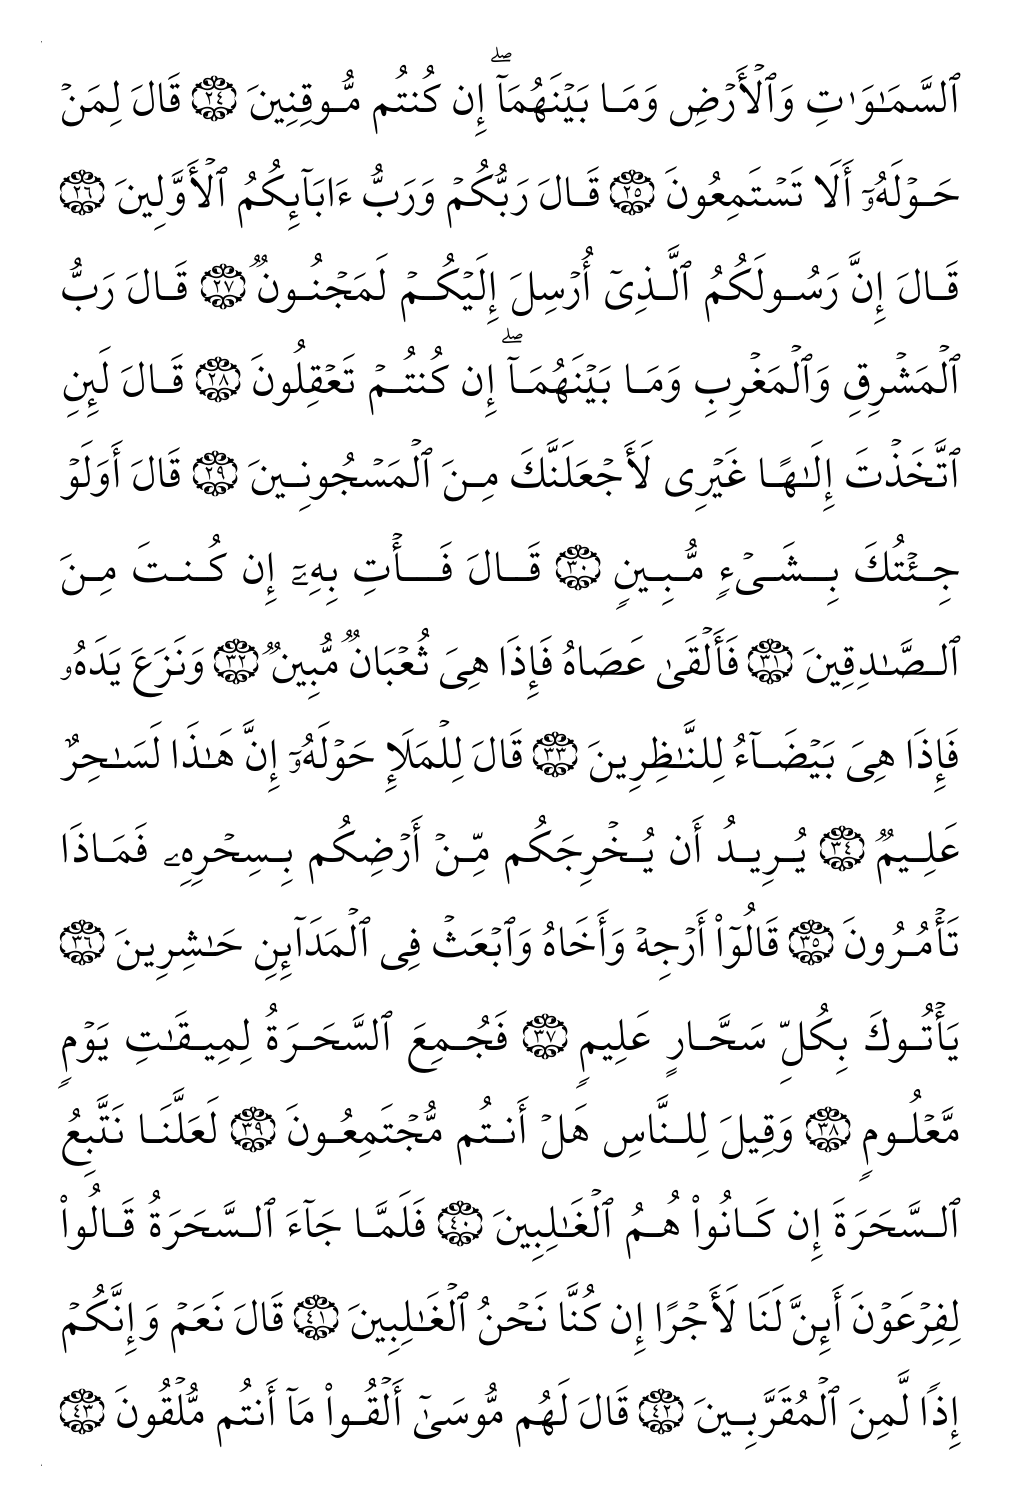 ٱلسَّمَـٰوَٰتِ وَٱلْأَرْضِ وَمَا بَيْنَهُمَآ ۖ إِن كُنتُم مُّوقِنِينَ ٢٤ قَالَ لِمَنْ
حَوْلَهُۥٓ أَلَا تَسْتَمِعُونَ ٢٥ قَالَ رَبُّكُمْ وَرَبُّ ءَابَآئِكُمُ ٱلْأَوَّلِينَ ٢٦
قَالَ إِنَّ رَسُولَكُمُ ٱلَّذِىٓ أُرْسِلَ إِلَيْكُمْ لَمَجْنُونٌ ٢٧ قَالَ رَبُّ
ٱلْمَشْرِقِ وَٱلْمَغْرِبِ وَمَا بَيْنَهُمَآ ۖ إِن كُنتُمْ تَعْقِلُونَ ٢٨ قَالَ لَئِنِ
ٱتَّخَذْتَ إِلَـٰهًا غَيْرِى لَأَجْعَلَنَّكَ مِنَ ٱلْمَسْجُونِينَ ٢٩ قَالَ أَوَلَوْ
جِئْتُكَ بِشَىْءٍ مُّبِينٍ ٣٠ قَالَ فَأْتِ بِهِۦٓ إِن كُنتَ مِنَ
ٱلصَّـٰدِقِينَ ٣١ فَأَلْقَىٰ عَصَاهُ فَإِذَا هِىَ ثُعْبَانٌ مُّبِينٌ ٣٢ وَنَزَعَ يَدَهُۥ
فَإِذَا هِىَ بَيْضَآءُ لِلنَّـٰظِرِينَ ٣٣ قَالَ لِلْمَلَإِ حَوْلَهُۥٓ إِنَّ هَـٰذَا لَسَـٰحِرٌ
عَلِيمٌ ٣٤ يُرِيدُ أَن يُخْرِجَكُم مِّنْ أَرْضِكُم بِسِحْرِهِۦ فَمَاذَا
تَأْمُرُونَ ٣٥ قَالُوٓا۟ أَرْجِهْ وَأَخَاهُ وَٱبْعَثْ فِى ٱلْمَدَآئِنِ حَـٰشِرِينَ ٣٦
يَأْتُوكَ بِكُلِّ سَحَّارٍ عَلِيمٍ ٣٧ فَجُمِعَ ٱلسَّحَرَةُ لِمِيقَـٰتِ يَوْمٍ
مَّعْلُومٍ ٣٨ وَقِيلَ لِلنَّاسِ هَلْ أَنتُم مُّجْتَمِعُونَ ٣٩ لَعَلَّنَا نَتَّبِعُ
ٱلسَّحَرَةَ إِن كَانُوا۟ هُمُ ٱلْغَـٰلِبِينَ ٤٠ فَلَمَّا جَآءَ ٱلسَّحَرَةُ قَالُوا۟
لِفِرْعَوْنَ أَئِنَّ لَنَا لَأَجْرًا إِن كُنَّا نَحْنُ ٱلْغَـٰلِبِينَ ٤١ قَالَ نَعَمْ وَإِنَّكُمْ
إِذًا لَّمِنَ ٱلْمُقَرَّبِينَ ٤٢ قَالَ لَهُم مُّوسَىٰٓ أَلْقُوا۟ مَآ أَنتُم مُّلْقُونَ ٤٣